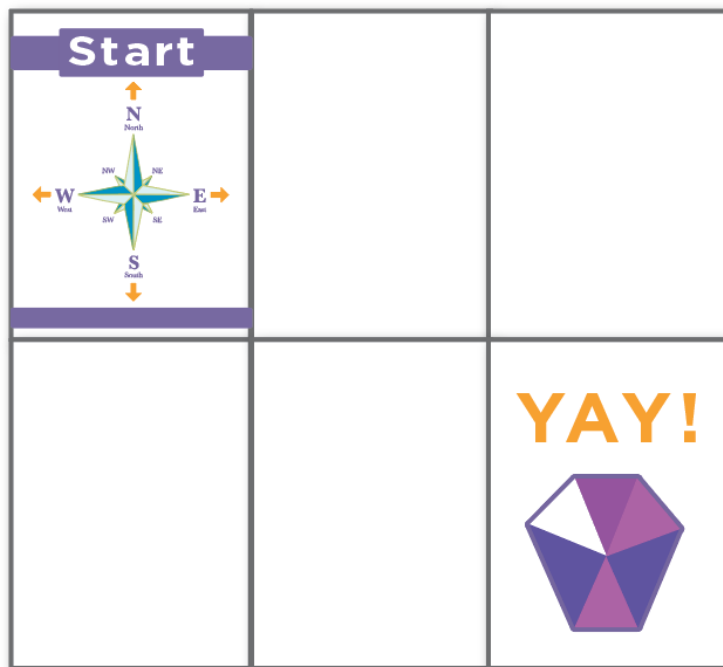 Start
N
North
NW NE
W E
West East
SW SE
S
South
YAY!